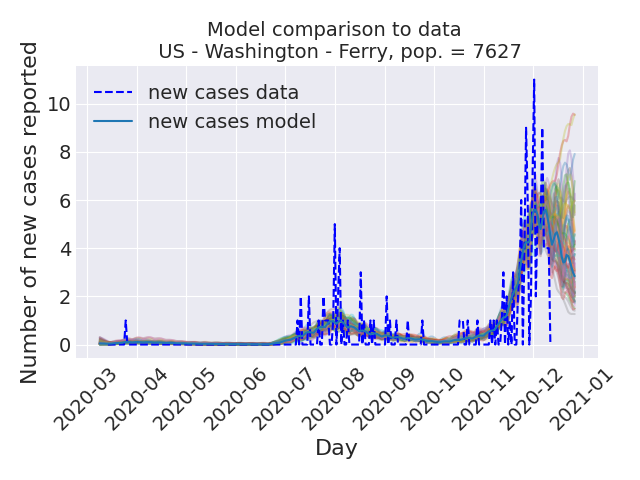 Model comparison to data
US - Washington - Ferry, pop. = 7627
Number of new cases reported
10
8
6
4
2
0
new cases data
new cases model
2020-03
2020-04
2020-05
2020-06
2020-07
2020-08
2020-09
2020-10
2020-11
2020-12
2021-01
Day